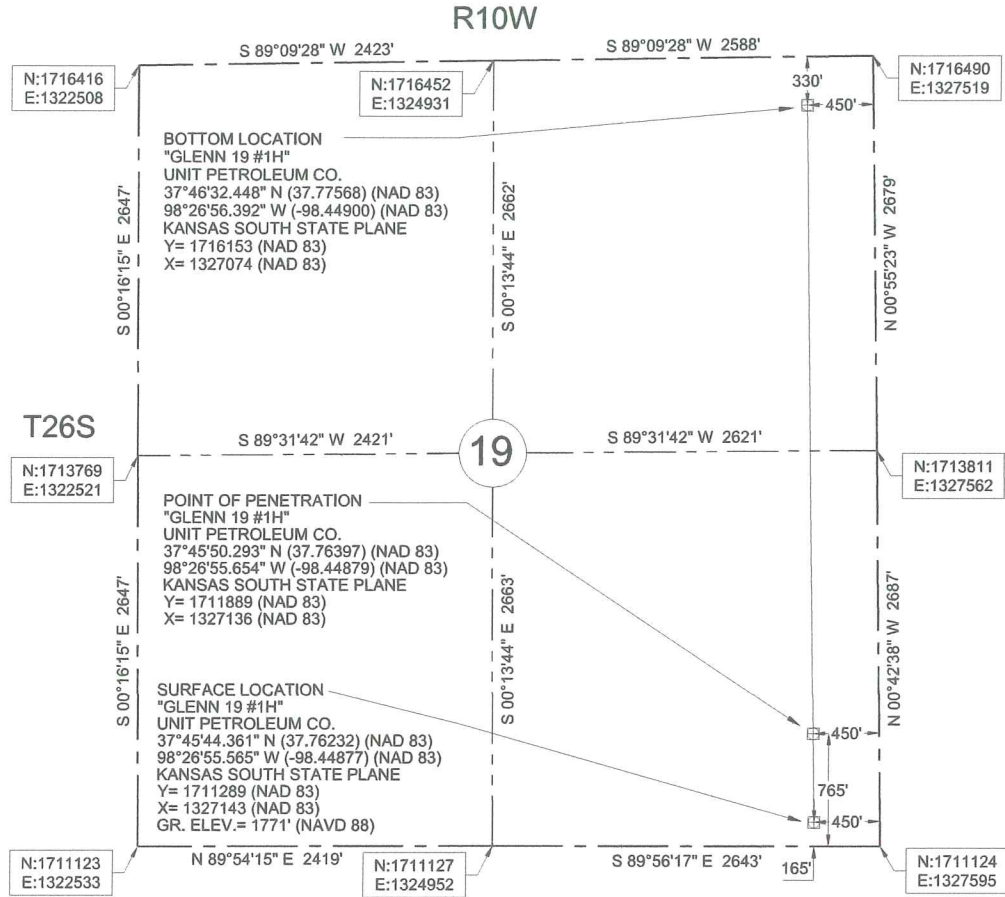 R10W
S 89°09'28" W 2423'
S 89°09'28" W 2588'
N:1716416
E:1322508
N:1716452
E:1324931
N:1716490
E:1327519
330'
450'
BOTTOM LOCATION
"GLENN 19 #1H"
UNIT PETROLEUM CO.
37°46'32.448" N (37.77568) (NAD 83)
98°26'56.392" W (-98.44900) (NAD 83)
KANSAS SOUTH STATE PLANE
Y= 1716153 (NAD 83)
X= 1327074 (NAD 83)
S 00°16'15" E 2647'
S 00°13'44" E 2662'
N 00°55'23" W 2679'
T26S
S 89°31'42" W 2421'
19
S 89°31'42" W 2621'
N:1713769
E:1322521
N:1713811
E:1327562
POINT OF PENETRATION
"GLENN 19 #1H"
UNIT PETROLEUM CO.
37°45'50.293" N (37.76397) (NAD 83)
98°26'55.654" W (-98.44879) (NAD 83)
KANSAS SOUTH STATE PLANE
Y= 1711889 (NAD 83)
X= 1327136 (NAD 83)
S 00°16'15" E 2647'
S 00°13'44" E 2663'
N 00°42'38" W 2687'
450'
SURFACE LOCATION
"GLENN 19 #1H"
UNIT PETROLEUM CO.
37°45'44.361" N (37.76232) (NAD 83)
98°26'55.565" W (-98.44877) (NAD 83)
KANSAS SOUTH STATE PLANE
Y= 1711289 (NAD 83)
X= 1327143 (NAD 83)
GR. ELEV.= 1771' (NAVD 88)
765'
450'
N:1711123
E:1322533
N 89°54'15" E 2419'
N:1711127
E:1324952
S 89°56'17" E 2643'
165'
N:1711124
E:1327595